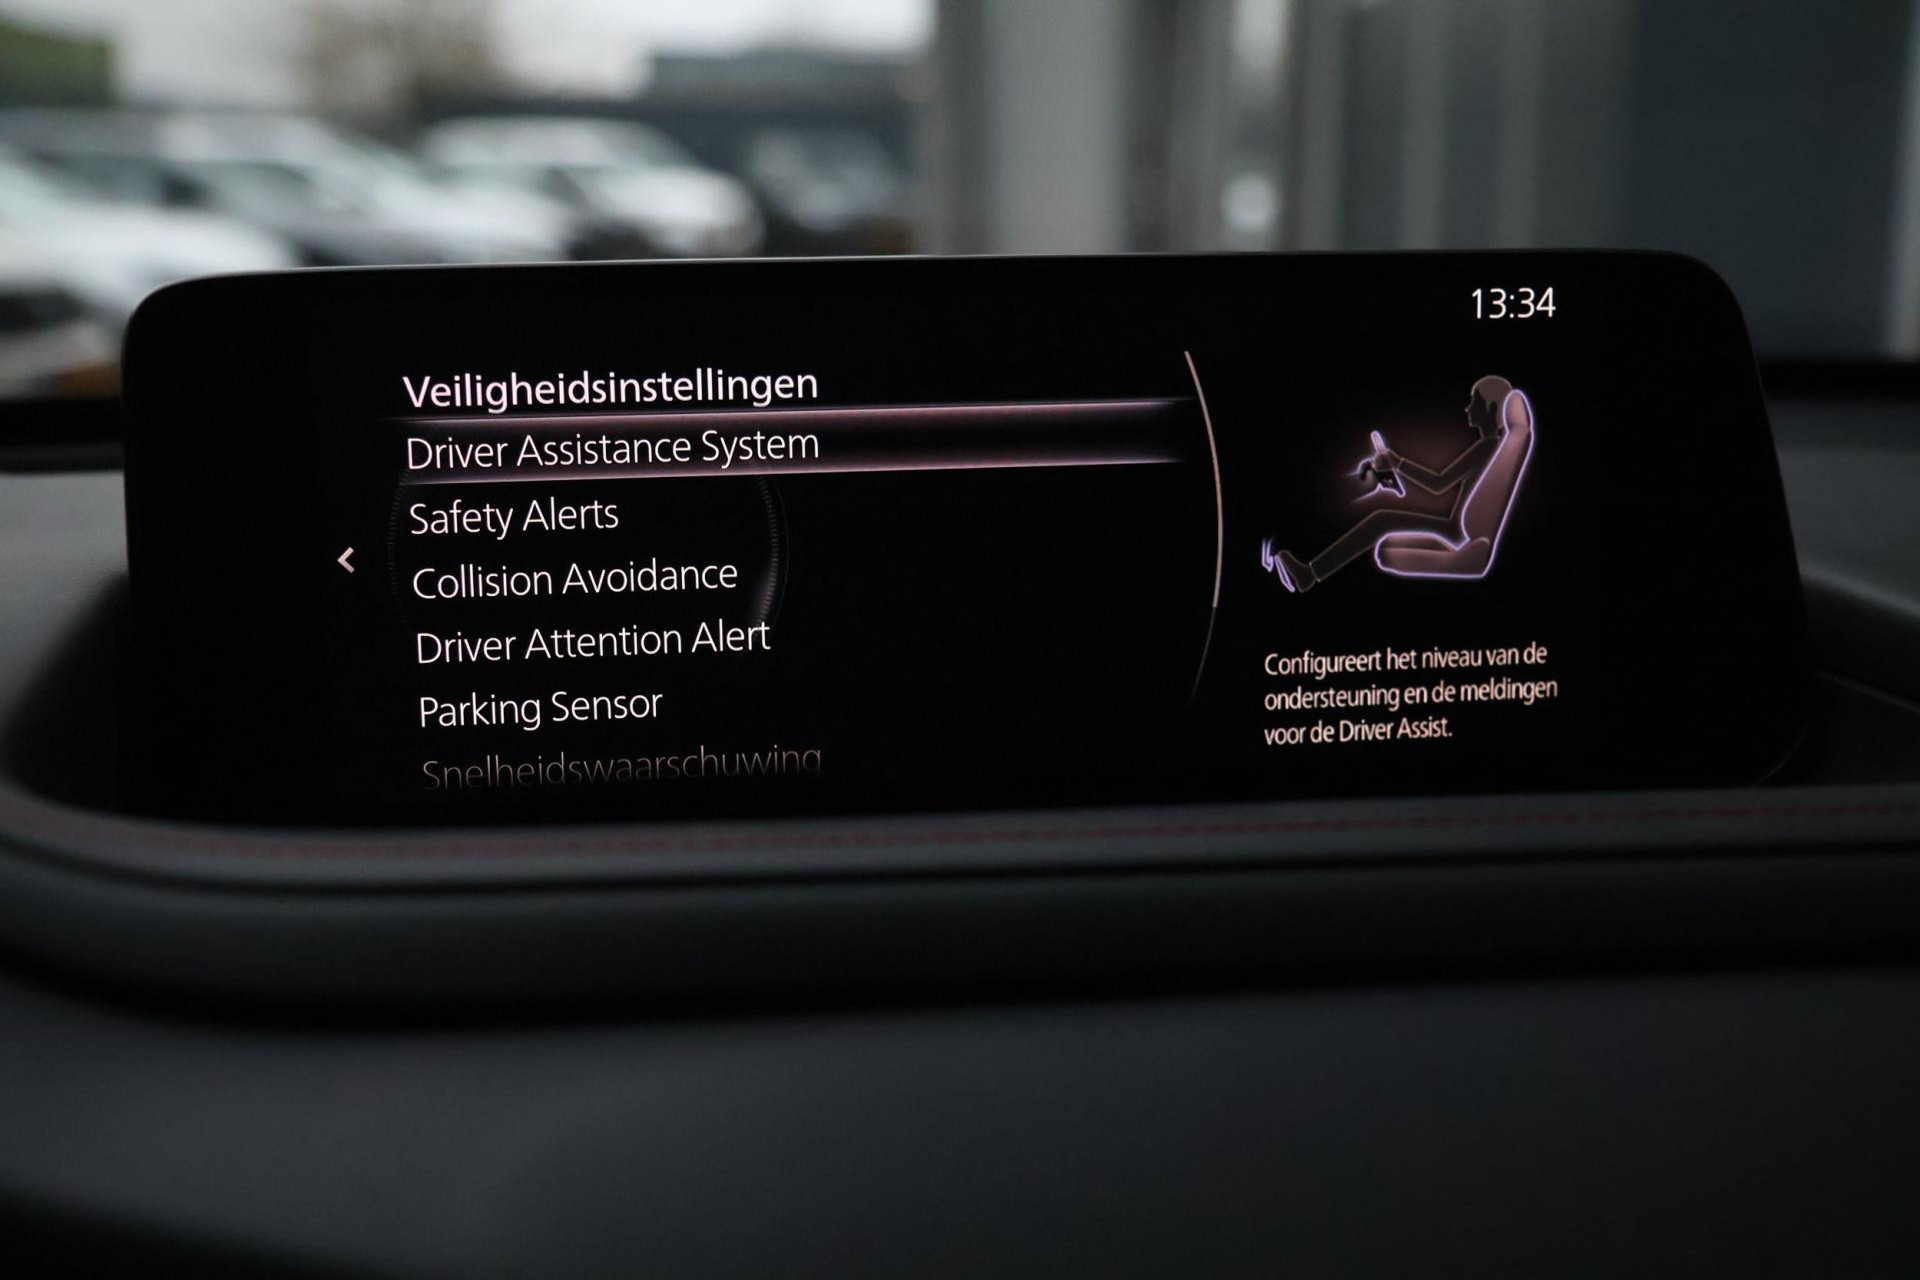 13:34
Veiligheidsinstellingen
Driver Assistance System
Safety Alerts
Collision Avoidance
Driver Attention Alert
Parking Sensor
Snelheidswaarschuwing
Configureert het niveau van de
ondersteuning en de meldingen
voor de Driver Assist.